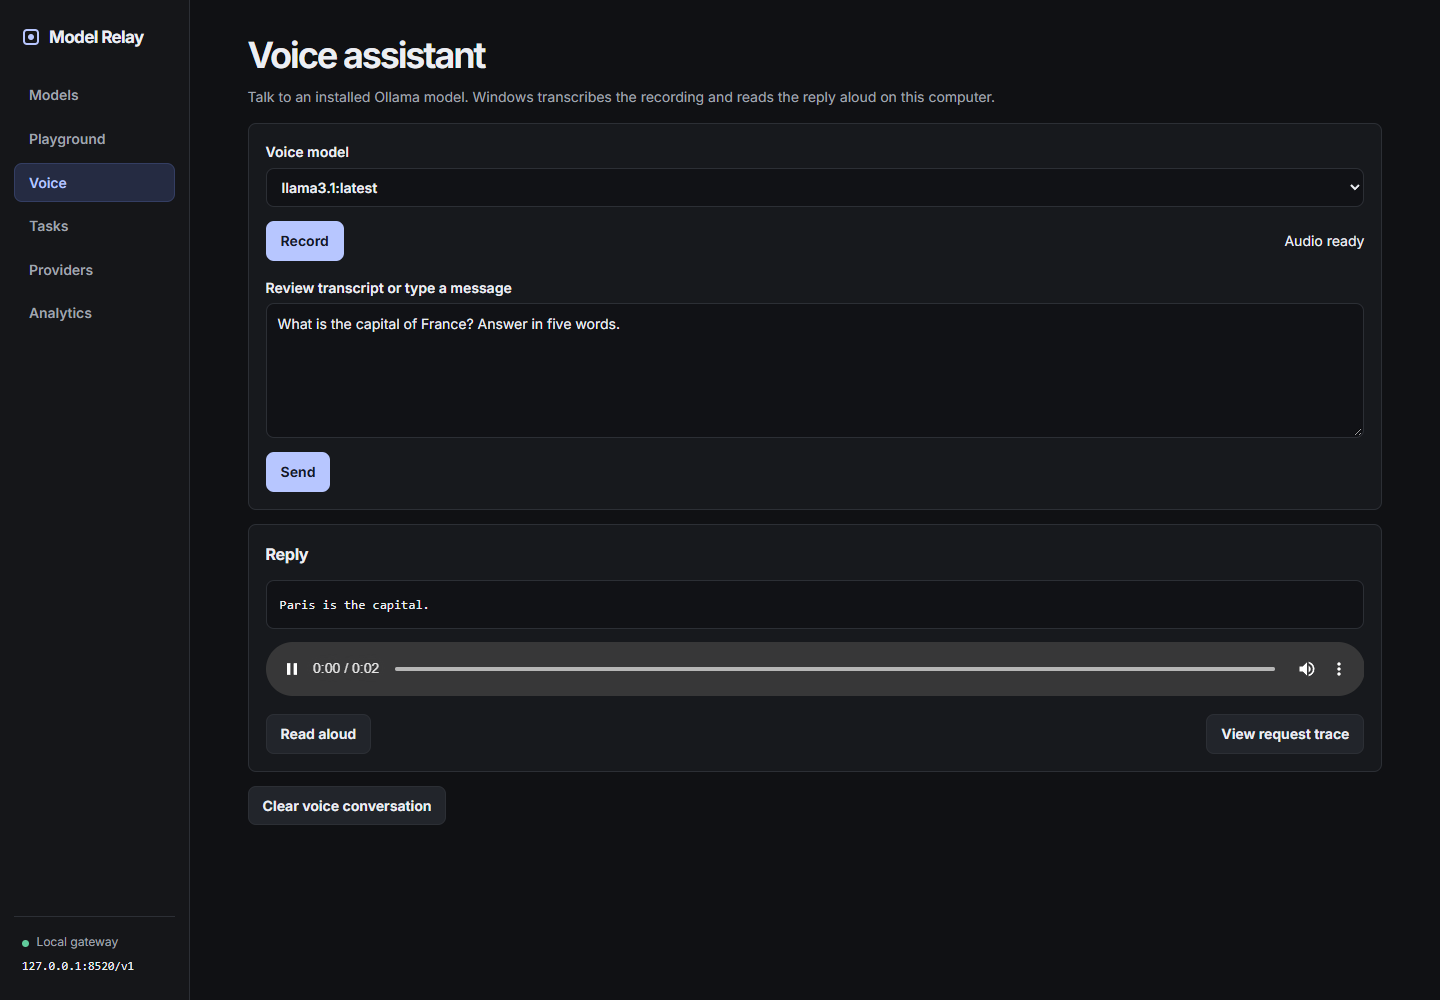 Model Relay
Models
Playground
Voice
Tasks
Providers
Analytics
Local gateway
127.0.0.1:8520/v1
Voice assistant
Talk to an installed Ollama model. Windows transcribes the recording and reads the reply aloud on this computer.
Voice model
llama3.1:latest
Record
Audio ready
Review transcript or type a message
What is the capital of France? Answer in five words.
Send
Reply
Paris is the capital.
0:00 / 0:02
Read aloud
View request trace
Clear voice conversation